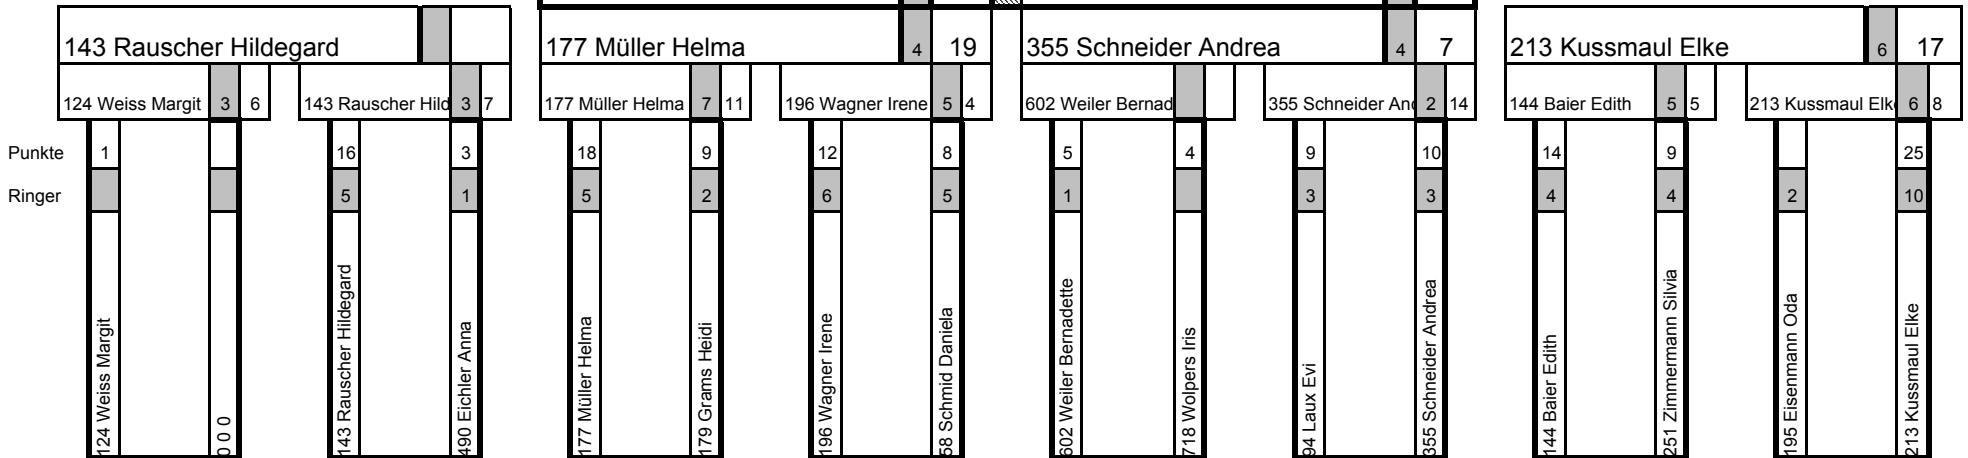 143 Rauscher Hildegard
177 Müller Helma 4 19
355 Schneider Andrea 4 7
213 Kussmaul Elke 6 17
124 Weiss Margit 3 6
143 Rauscher Hild 3 7
177 Müller Helma 7 11
196 Wagner Irene 5 4
602 Weiler Bernad
355 Schneider And 2 14
144 Baier Edith 5 5
213 Kussmaul Elke 6 8
Punkte 1 16 3 18 9 12 8 5 4 9 10 14 9 25
Ringer 5 1 5 2 6 5 1 3 3 4 4 2 10
124 Weiss Margit
0 0 0
143 Rauscher Hildegard
490 Eichler Anna
177 Müller Helma
179 Grams Heidi
196 Wagner Irene
58 Schmid Daniela
602 Weiler Bernadette
718 Wolpers Iris
94 Laux Evi
355 Schneider Andrea
144 Baier Edith
251 Zimmermann Silvia
195 Eisenmann Oda
213 Kussmaul Elke